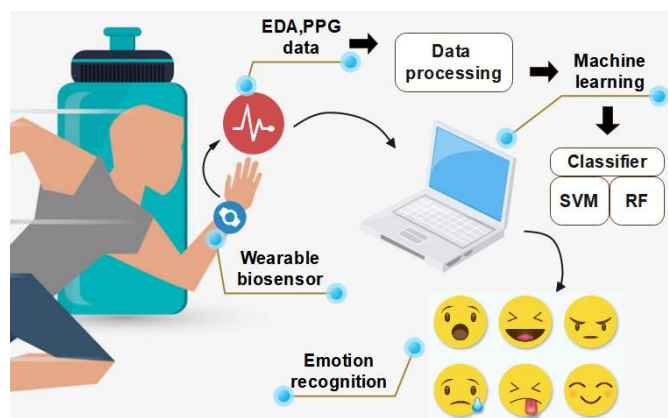 EDA,PPG
data
Data
processing
Machine
learning
Classifier
SVM
RF
Wearable
biosensor
Emotion
recognition